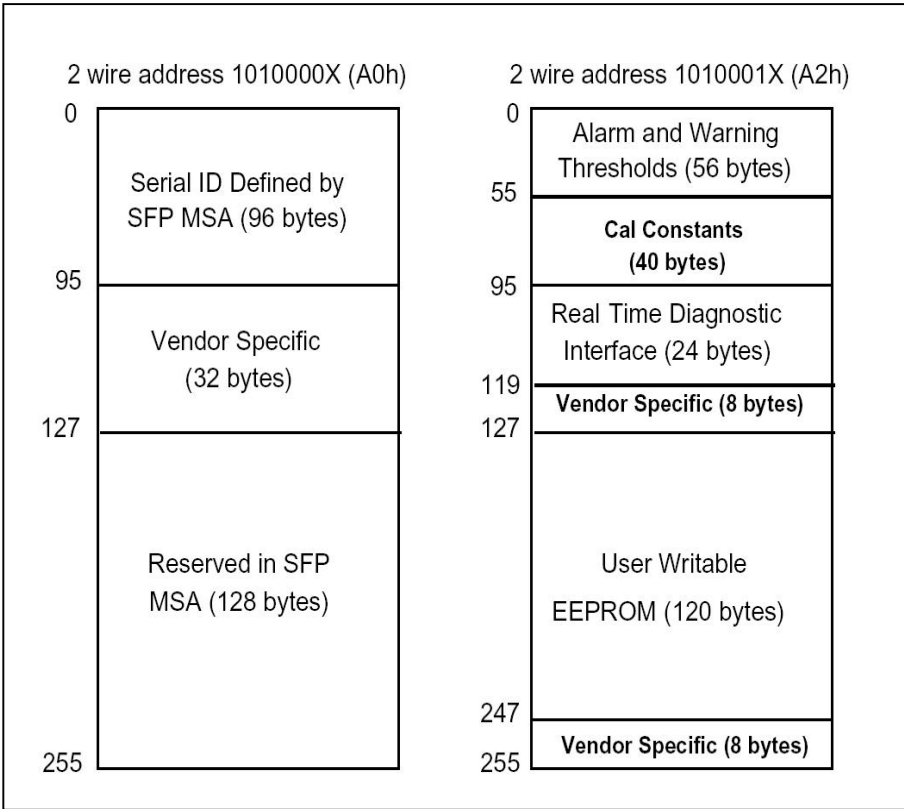 2 wire address 1010000X (A0h)
0
Serial ID Defined by
SFP MSA (96 bytes)
95
Vendor Specific
(32 bytes)
127
Reserved in SFP
MSA (128 bytes)
255
2 wire address 1010001X (A2h)
0
Alarm and Warning
Thresholds (56 bytes)
55
Cal Constants
(40 bytes)
95
Real Time Diagnostic
Interface (24 bytes)
119
Vendor Specific (8 bytes)
127
User Writable
EEPROM (120 bytes)
247
Vendor Specific (8 bytes)
255